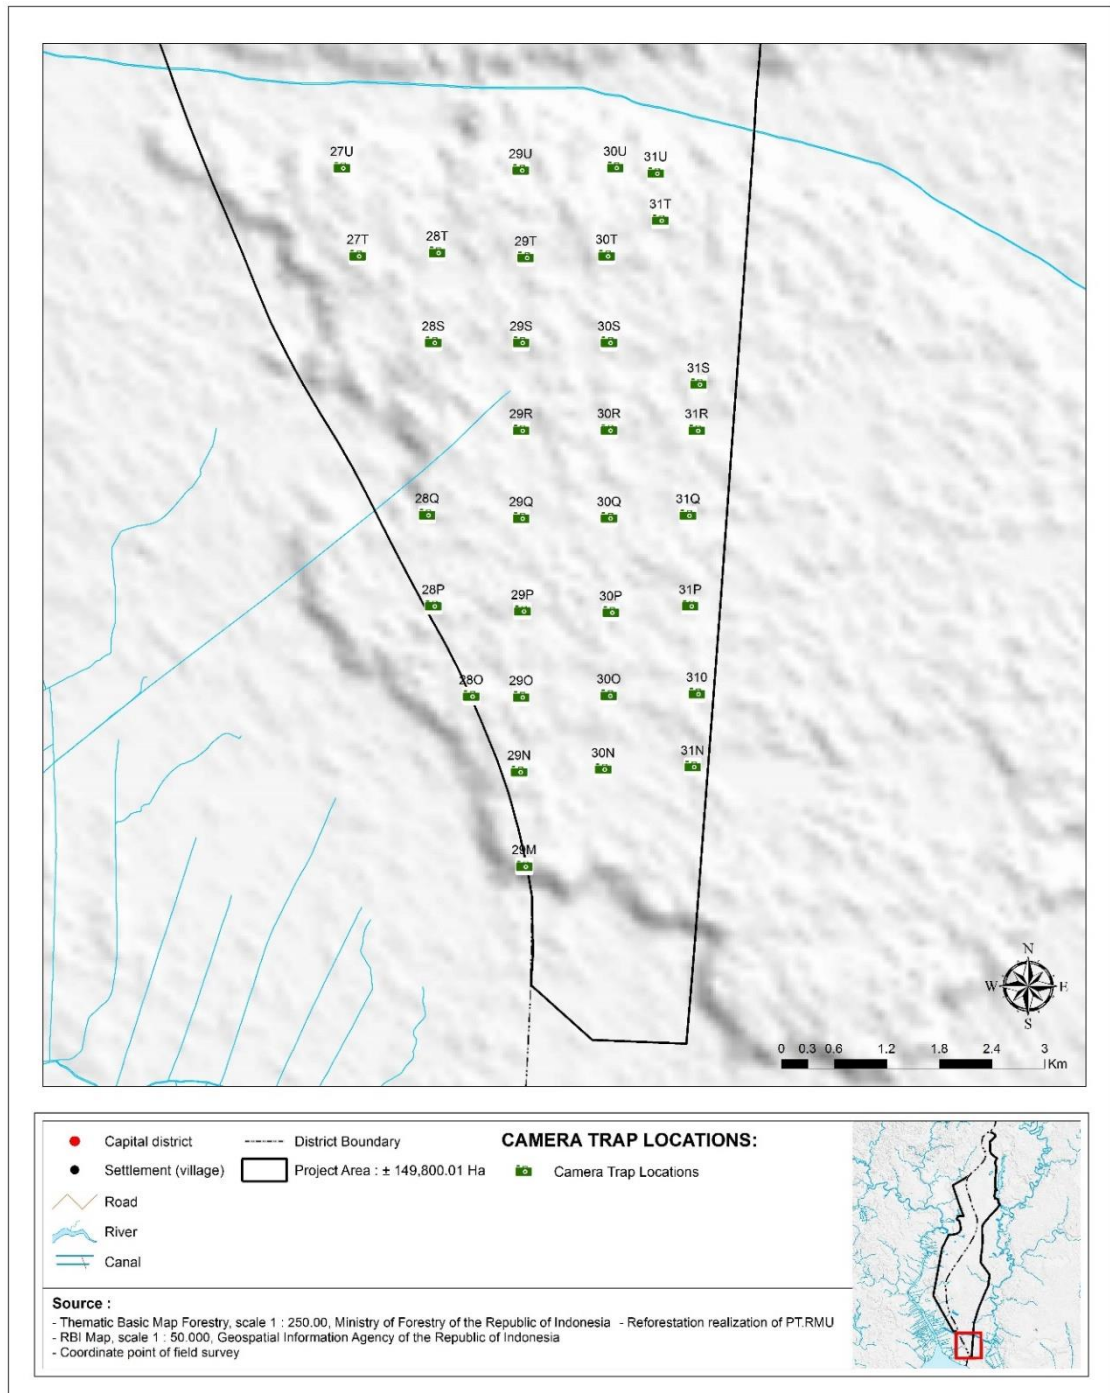 27U
29U
30U
31U
31T
27T
28T
29T
30T
28S
29S
30S
31S
29R
30R
31R
28Q
29Q
30Q
31Q
28P
29P
30P
31P
28O
29O
30O
310
29N
30N
31N
29M
N
W E
S
0 0.3 0.6 1.2 1.8 2.4 3
Km
Capital district
District Boundary
CAMERA TRAP LOCATIONS:
Settlement (village)
Project Area : ± 149,800.01 Ha
Camera Trap Locations
Road
River
Canal
Source :
- Thematic Basic Map Forestry, scale 1 : 250.00, Ministry of Forestry of the Republic of Indonesia - Reforestation realization of PT.RMU
- RBI Map, scale 1 : 50.000, Geospatial Information Agency of the Republic of Indonesia
- Coordinate point of field survey